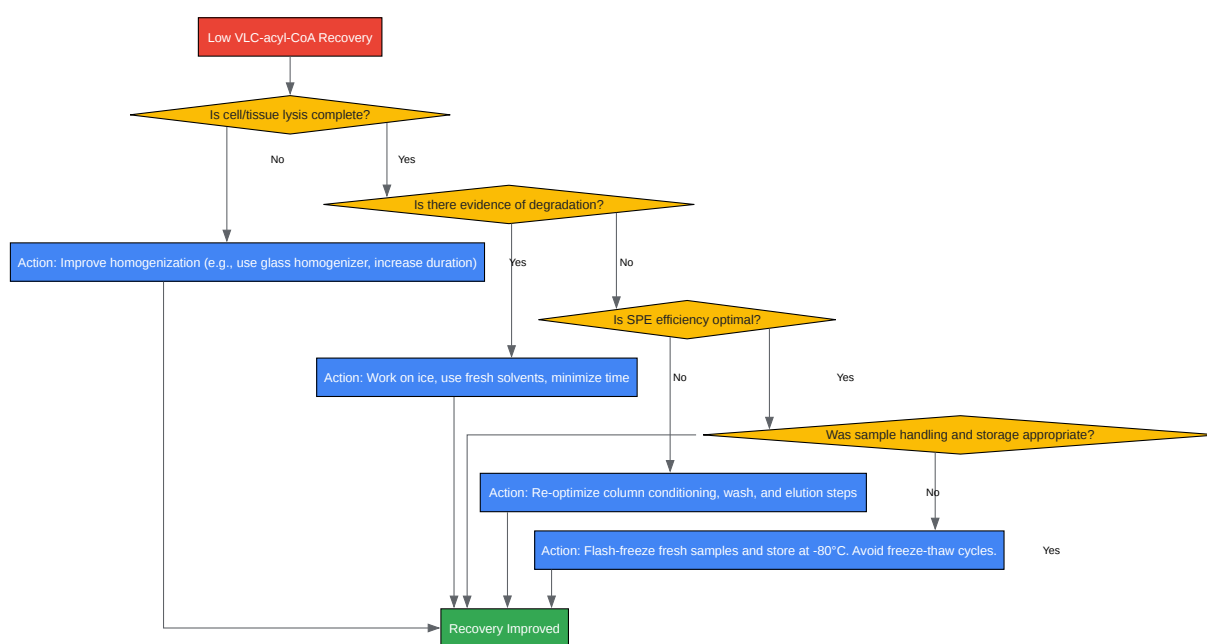 Low VLC-acyl-CoA Recovery
Is cell/tissue lysis complete?
No
Yes
Is there evidence of degradation?
Action: Improve homogenization (e.g., use glass homogenizer, increase duration)
Yes
No
Is SPE efficiency optimal?
Action: Work on ice, use fresh solvents, minimize time
No
Yes
Was sample handling and storage appropriate?
Action: Re-optimize column conditioning, wash, and elution steps
No
Action: Flash-freeze fresh samples and store at -80°C. Avoid freeze-thaw cycles.
Yes
Recovery Improved